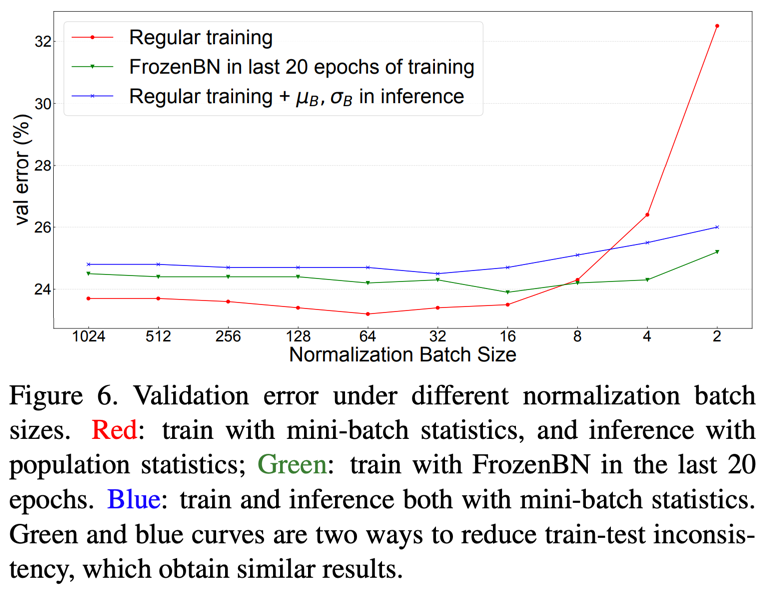 Regular training
FrozenBN in last 20 epochs of training
Regular training + μ_B, σ_B in inference
val error (%)
32
30
28
26
24
1024 512 256 128 64 32 16 8 4 2
Normalization Batch Size
Figure 6. Validation error under different normalization batch
sizes. Red: train with mini-batch statistics, and inference with
population statistics; Green: train with FrozenBN in the last 20
epochs. Blue: train and inference both with mini-batch statistics.
Green and blue curves are two ways to reduce train-test inconsis-
tency, which obtain similar results.